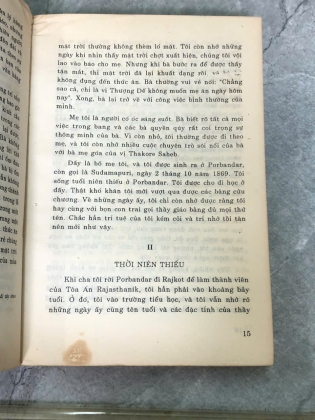 mặt trời thường không thèm ló mặt. Tôi còn nhớ những
ngày khi nhìn thấy mặt trời chợt xuất hiện, chúng tôi vội
lao vào báo cho mẹ. Nhưng khi bà bước ra để được thấy
tận mắt, thì mặt trời đã lại khuất dạng rồi và
không
đụng đến thức ăn. Bà thường vui vẻ nói: "Chẳng
sao cả, chỉ là vì Thượng Đế không muốn mẹ ăn ngày hôm
nay". Xong, bà lại trở về với công việc bình thường của
mình.
Mẹ tôi là người có óc sáng suốt. Bà biết rõ tất cả mọi
việc trong bang và các bà quyền qúy rất coi trọng sự
thông minh của bà. Vì còn nhỏ, tôi thường được đi theo
mẹ, và tôi còn nhớ nhiều cuộc chuyện trò sôi nổi của bà
với bà mẹ góa của vị Thakore Saheb.
Đấy là bố mẹ tôi, và tôi được sinh ra ở Porbandar,
còn gọi là Sudamapuri, ngày 2 tháng 10 năm 1869. Tôi
sống tuổi niên thiếu ở Porbandar. Tôi được cho đi học ở
đấy. Thật khó khăn tôi mới vượt qua được các bảng cửu
chương. Về những ngày ấy, tôi chỉ còn nhớ được rằng tôi
hay cùng với bọn con trai gọi thầy giáo bằng đủ mọi thứ
tên. Chắc hẳn trí tuệ của tôi kém cỏi và trí nhớ tôi tàn
nên mới như vậy.
II
THỜI NIÊN THIẾU
Khi cha tôi rời Porbandar đi Rajkot để làm thành viên
của Tòa Án Rajasthanik, tôi hẳn phải vào khoảng bảy
tuổi. Ở đó, tôi vào trường tiểu học, và tôi vẫn nhớ rõ
những ngày ấy cùng tên tuổi và các đặc tính của thầy
15